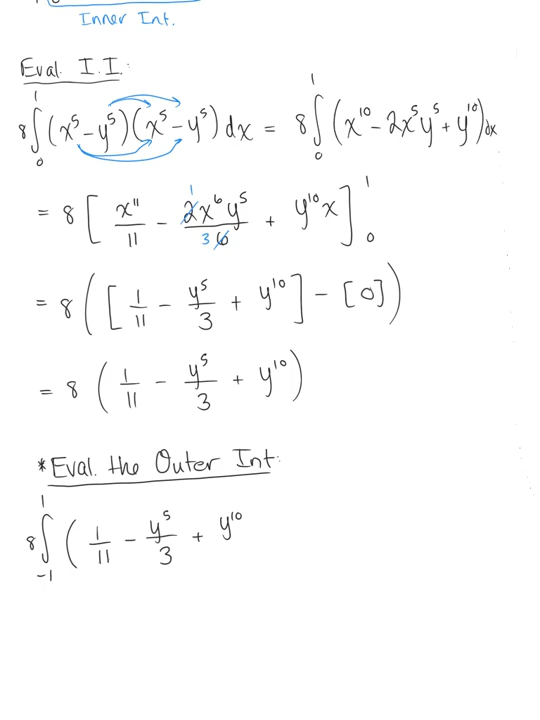 Inner Int.
Eval. I.I.:
8∫₀¹ (x⁵ - y⁵)(x⁵ - y⁵) dx = 8∫₀¹ (x¹⁰ - 2x⁵y⁵ + y¹⁰) dx
= 8 [ x¹¹/11 - 2x⁶y⁵/6 + y¹⁰x ]₀¹ 1 3
= 8 ( [ 1/11 - y⁵/3 + y¹⁰ ] - [0] )
= 8 ( 1/11 - y⁵/3 + y¹⁰ )
*Eval. the Outer Int:
8∫₋₁¹ ( 1/11 - y⁵/3 + y¹⁰